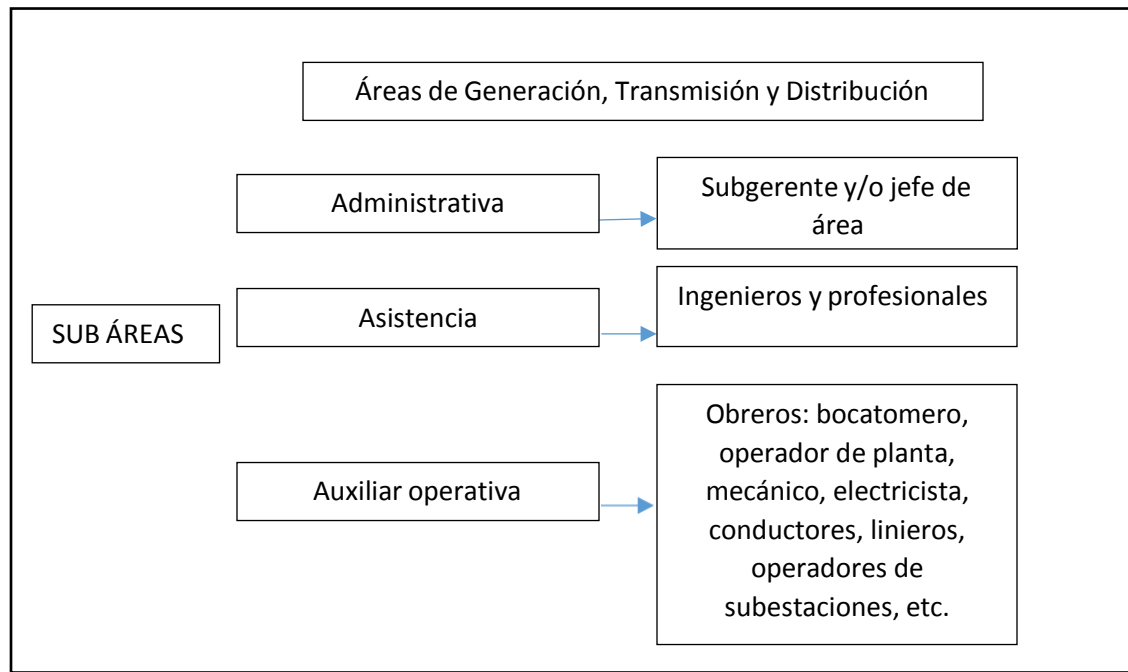 Áreas de Generación, Transmisión y Distribución
Administrativa
Subgerente y/o jefe de
área
SUB ÁREAS
Asistencia
Ingenieros y profesionales
Auxiliar operativa
Obreros: bocatomero,
operador de planta,
mecánico, electricista,
conductores, linieros,
operadores de
subestaciones, etc.